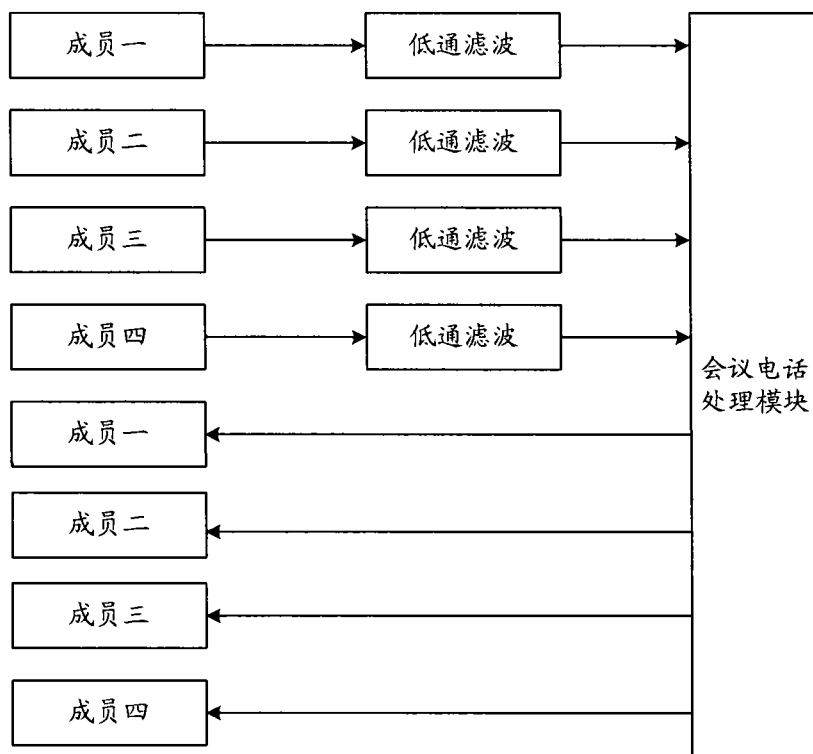 成员一
低通滤波
成员二
低通滤波
成员三
低通滤波
成员四
低通滤波
会议电话
处理模块
成员一
成员二
成员三
成员四